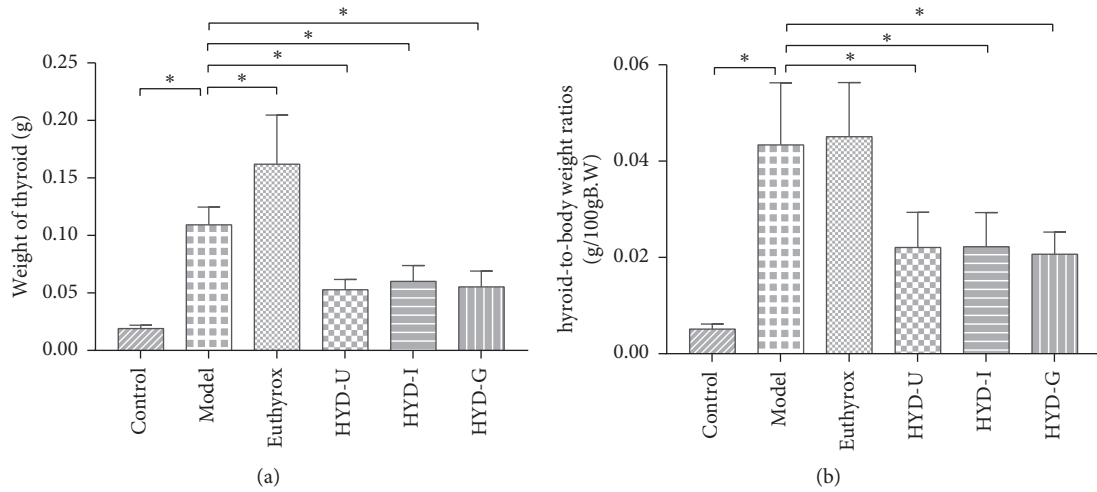 *
*
*
*
*
0.25
0.20
0.15
0.10
0.05
0.00
Weight of thyroid (g)
Control
Model
Euthyrox
HYD-U
HYD-I
HYD-G
(a)
*
*
*
*
0.06
0.04
0.02
0.00
hyroid-to-body weight ratios
(g/100gB.W)
Control
Model
Euthyrox
HYD-U
HYD-I
HYD-G
(b)